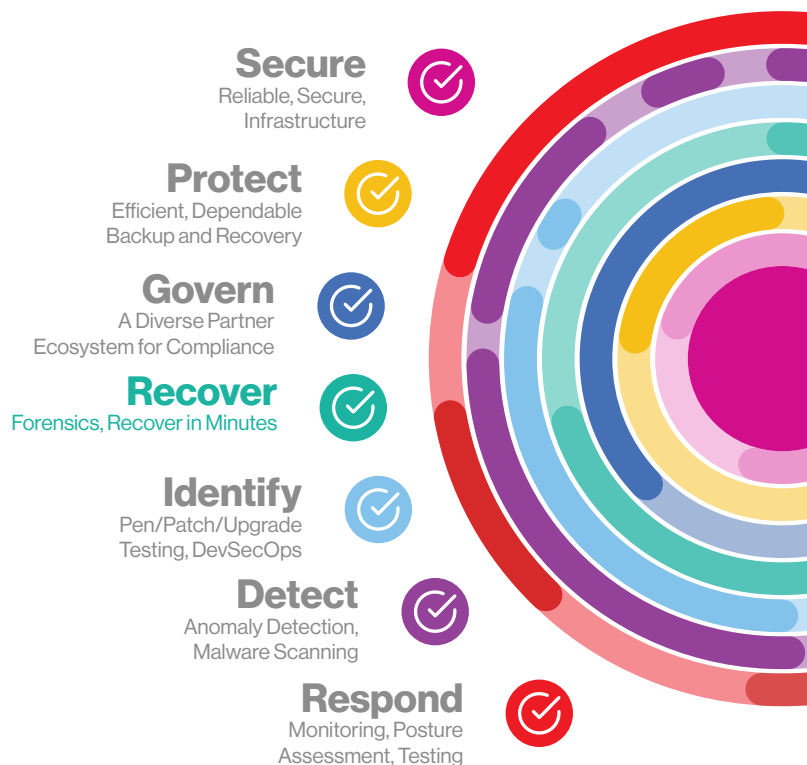 Secure
Reliable, Secure,
Infrastructure
Protect
Efficient, Dependable
Backup and Recovery
Govern
A Diverse Partner
Ecosystem for Compliance
Recover
Forensics, Recover in Minutes
Identify
Pen/Patch/Upgrade
Testing, DevSecOps
Detect
Anomaly Detection,
Malware Scanning
Respond
Monitoring, Posture
Assessment, Testing